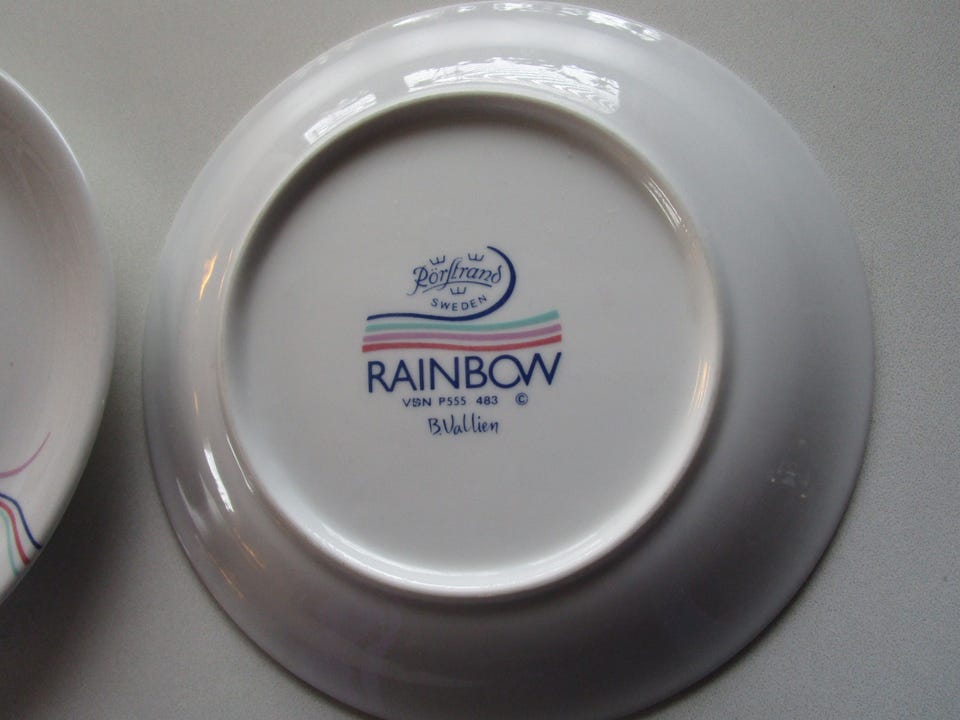 Rörstrand
SWEDEN
RAINBOW
VSN P555 483 ©
B.Vallien